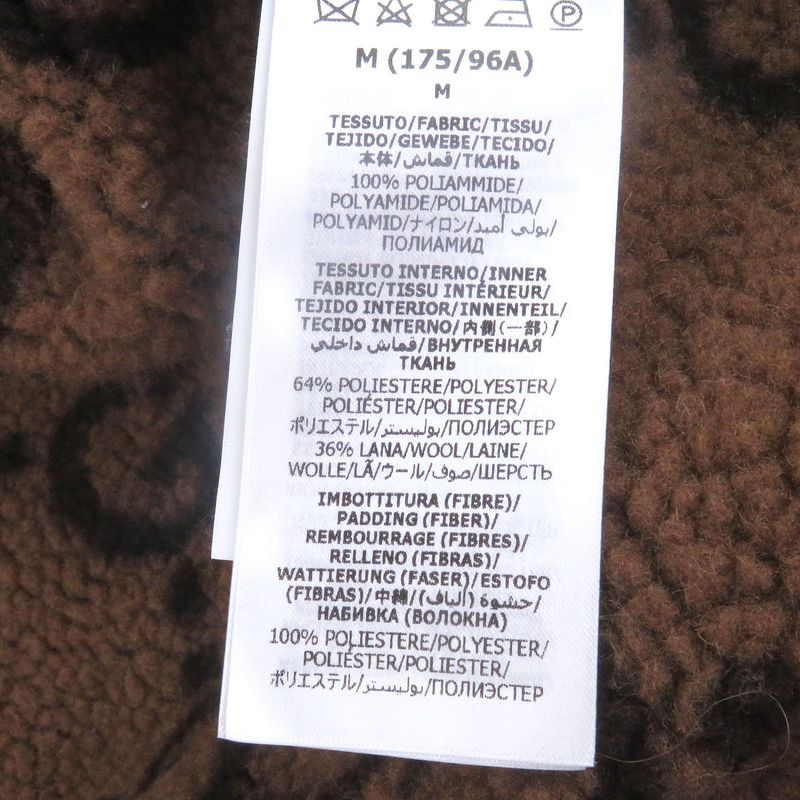 M (175/96A)
M
TESSUTO/FABRIC/TISSU/
TEJIDO/GEWEBE/TECIDO/
本体/قماش/ТКАНЬ
100% POLIAMMIDE/
POLYAMIDE/POLIAMIDA/
POLYAMID/ナイロン/بولي أميد/
ПОЛИАМИД
TESSUTO INTERNO/INNER
FABRIC/TISSU INTÉRIEUR/
TEJIDO INTERIOR/INNENTEIL/
TECIDO INTERNO/内側(一部)/
قماش داخلي/ВНУТРЕННАЯ
ТКАНЬ
64% POLIESTERE/POLYESTER/
POLIÉSTER/POLIESTER/
ポリエステル/بوليستر/ПОЛИЭСТЕР
36% LANA/WOOL/LAINE/
WOLLE/LÃ/ウール/صوف/ШЕРСТЬ
IMBOTTITURA (FIBRE)/
PADDING (FIBER)/
REMBOURRAGE (FIBRES)/
RELLENO (FIBRAS)/
WATTIERUNG (FASER)/ESTOFO
(FIBRAS)/中綿/حشوة (ألياف)/
НАБИВКА (ВОЛОКНА)
100% POLIESTERE/POLYESTER/
POLIÉSTER/POLIESTER/
ポリエステル/بوليستر/ПОЛИЭСТЕР